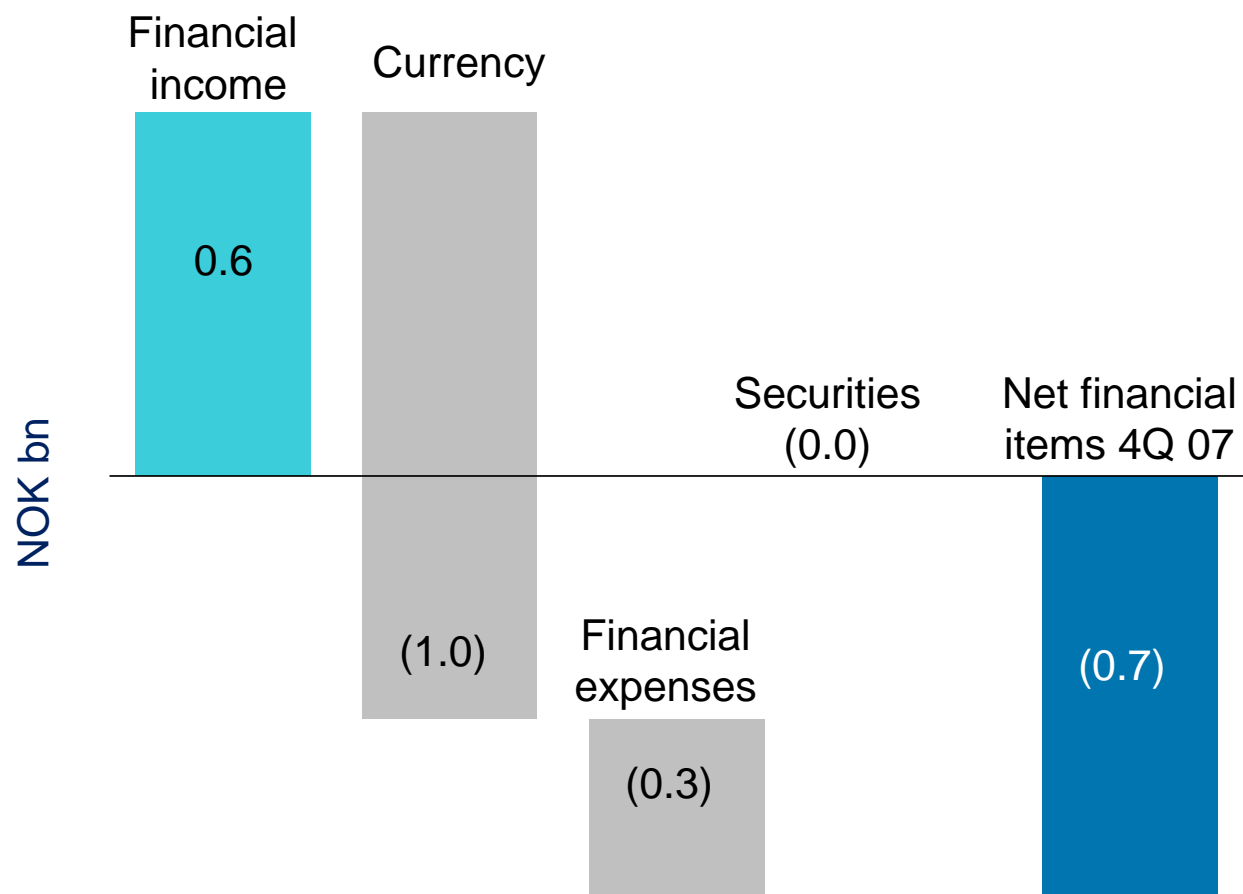 Financial
income
0.6
Currency
(1.0)
Financial
expenses
(0.3)
Securities
(0.0)
Net financial
items 4Q 07
(0.7)
NOK bn